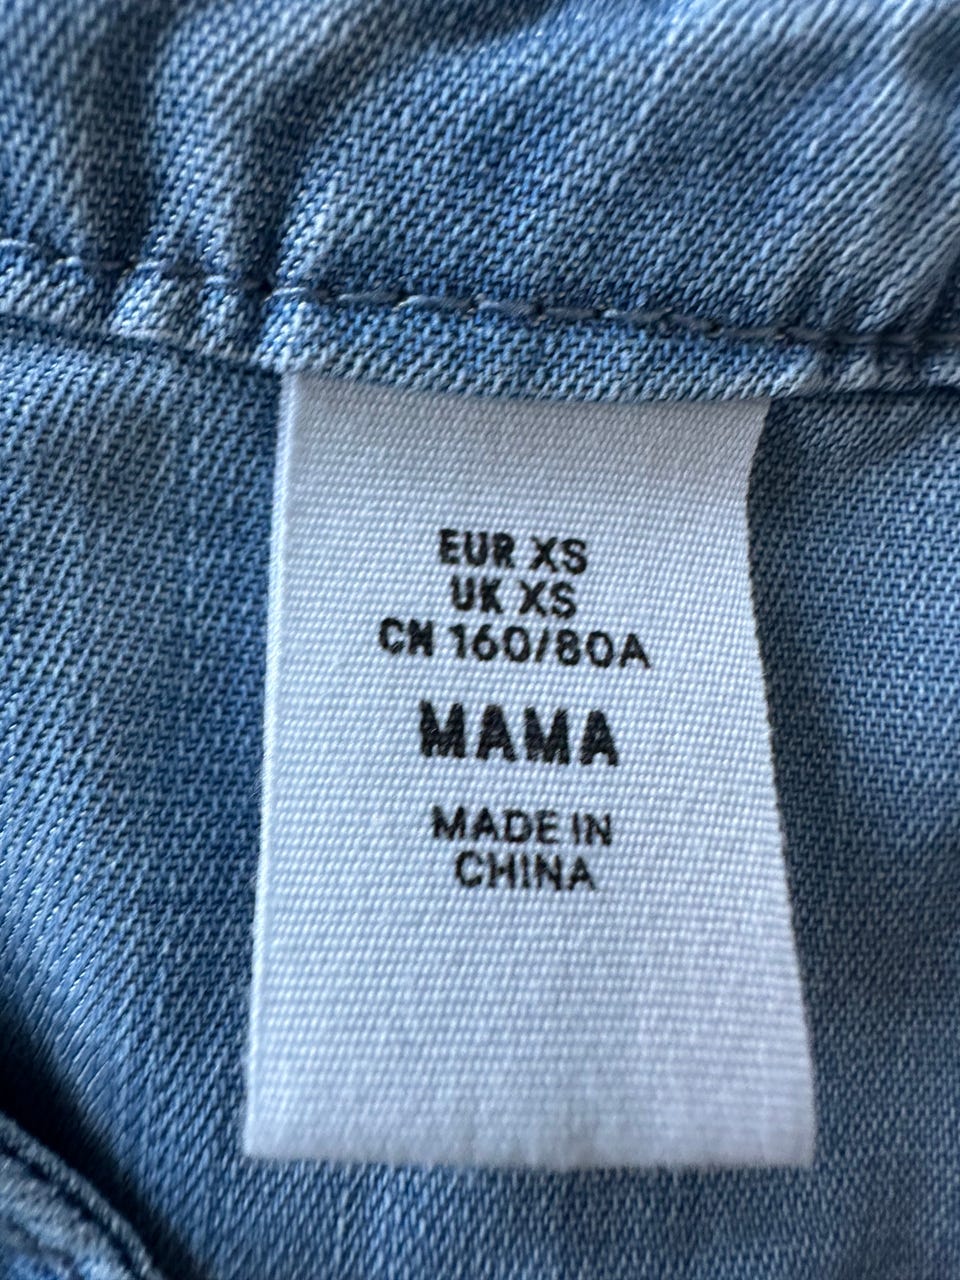 EUR XS
UK XS
CN 160/80A
MAMA
MADE IN
CHINA